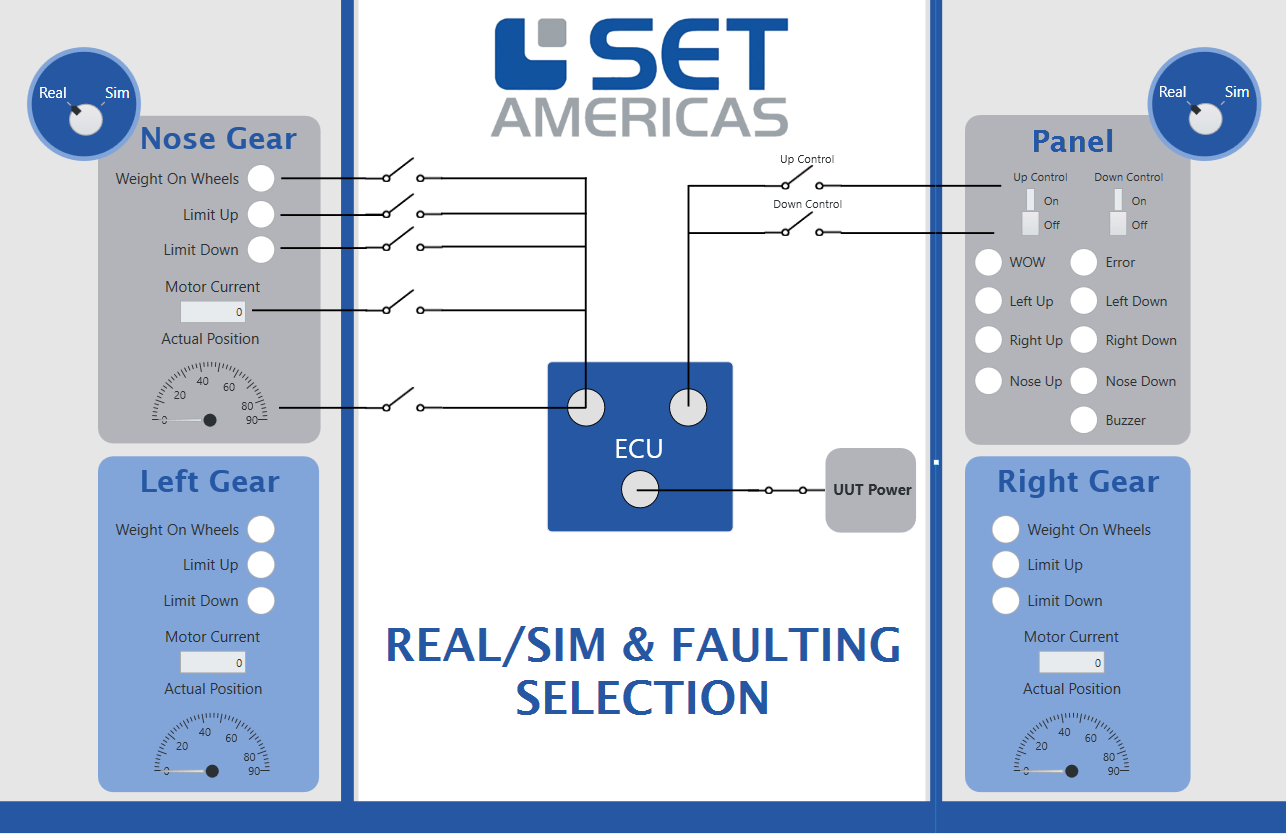 SET
AMERICAS
Real Sim
Nose Gear
Weight On Wheels
Limit Up
Limit Down
Motor Current
0
Actual Position
0 20 40 60 80 90
Left Gear
Weight On Wheels
Limit Up
Limit Down
Motor Current
0
Actual Position
0 20 40 60 80 90
Up Control
Down Control
ECU
UUT Power
REAL/SIM & FAULTING
SELECTION
Real Sim
Panel
Up Control Down Control
On On
Off Off
WOW Error
Left Up Left Down
Right Up Right Down
Nose Up Nose Down
Buzzer
Right Gear
Weight On Wheels
Limit Up
Limit Down
Motor Current
0
Actual Position
0 20 40 60 80 90